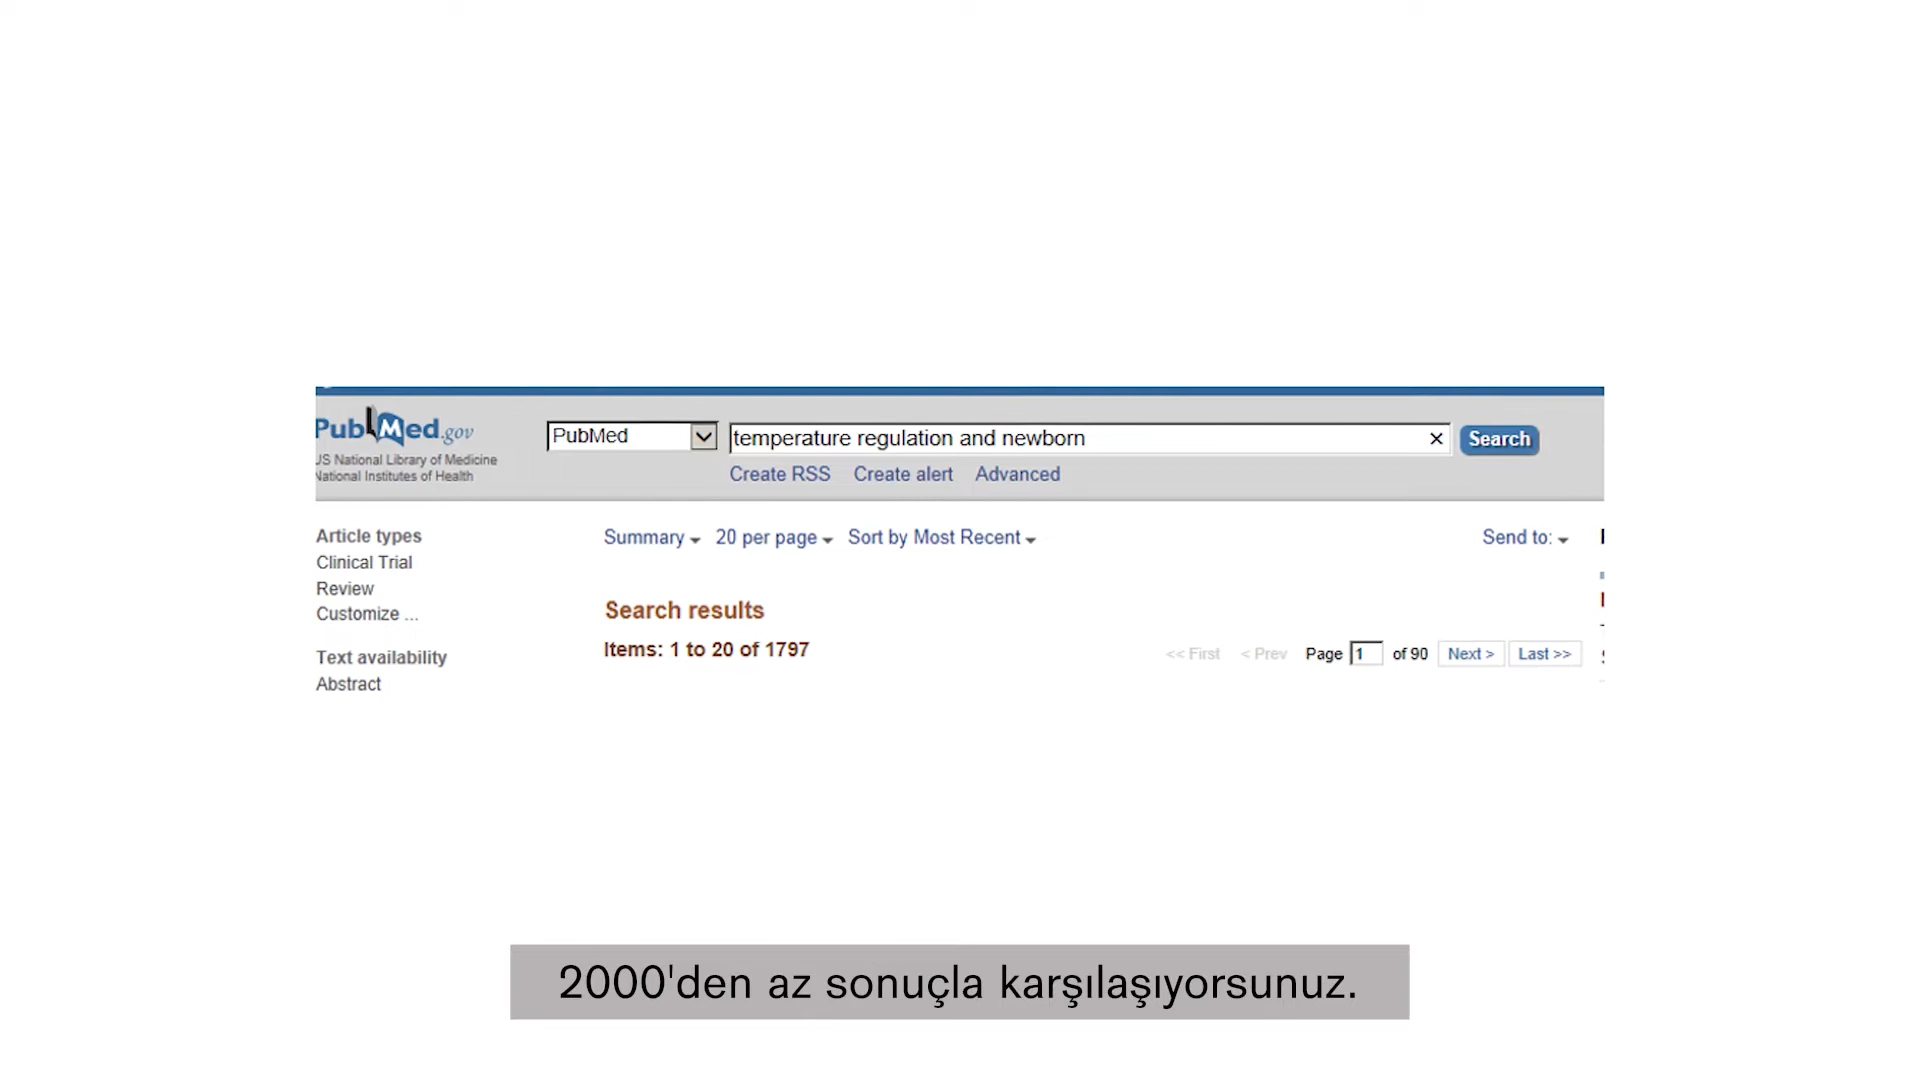 PubMed.gov
US National Library of Medicine
National Institutes of Health
PubMed
temperature regulation and newborn
×
Search
Create RSS Create alert Advanced
Article types
Clinical Trial
Review
Customize ...
Text availability
Abstract
Summary 20 per page Sort by Most Recent
Send to:
Search results
Items: 1 to 20 of 1797
<< First < Prev Page 1 of 90 Next > Last >>
2000'den az sonuçla karşılaşıyorsunuz.